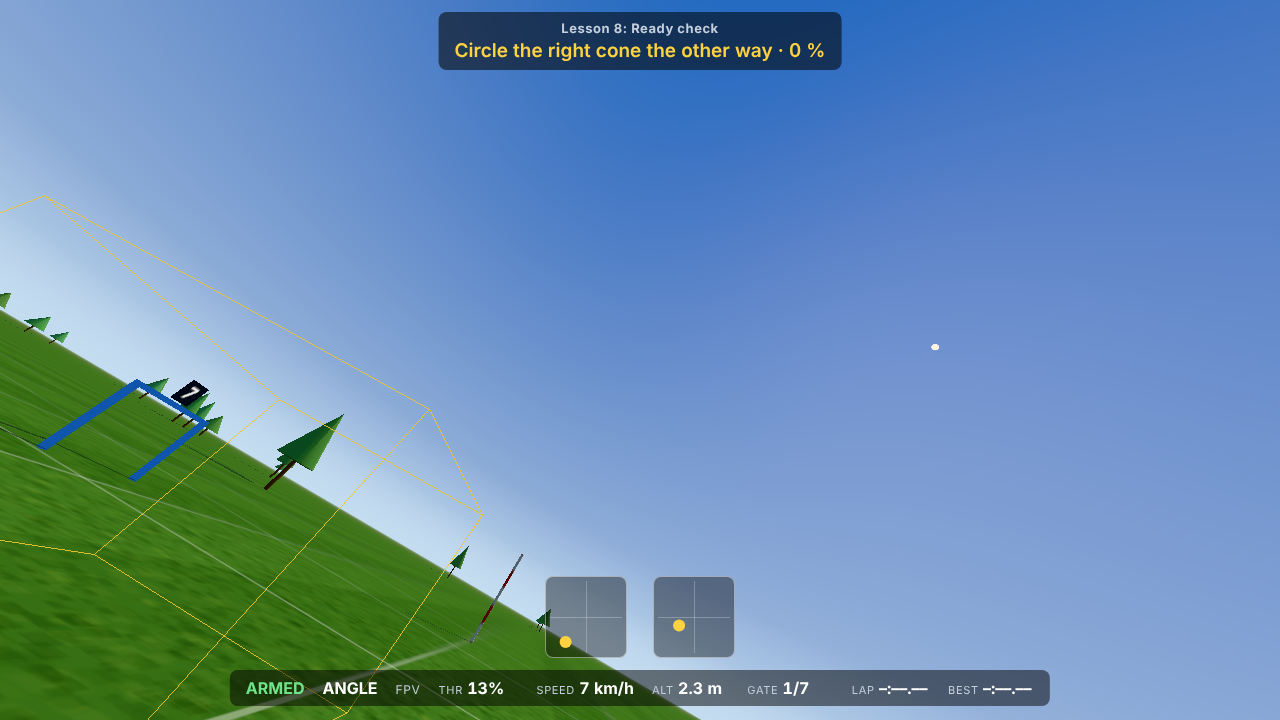 Lesson 8: Ready check
Circle the right cone the other way · 0 %
7
ARMED ANGLE FPV THR 13% SPEED 7 km/h ALT 2.3 m GATE 1/7 LAP –:––.–– BEST –:––.––